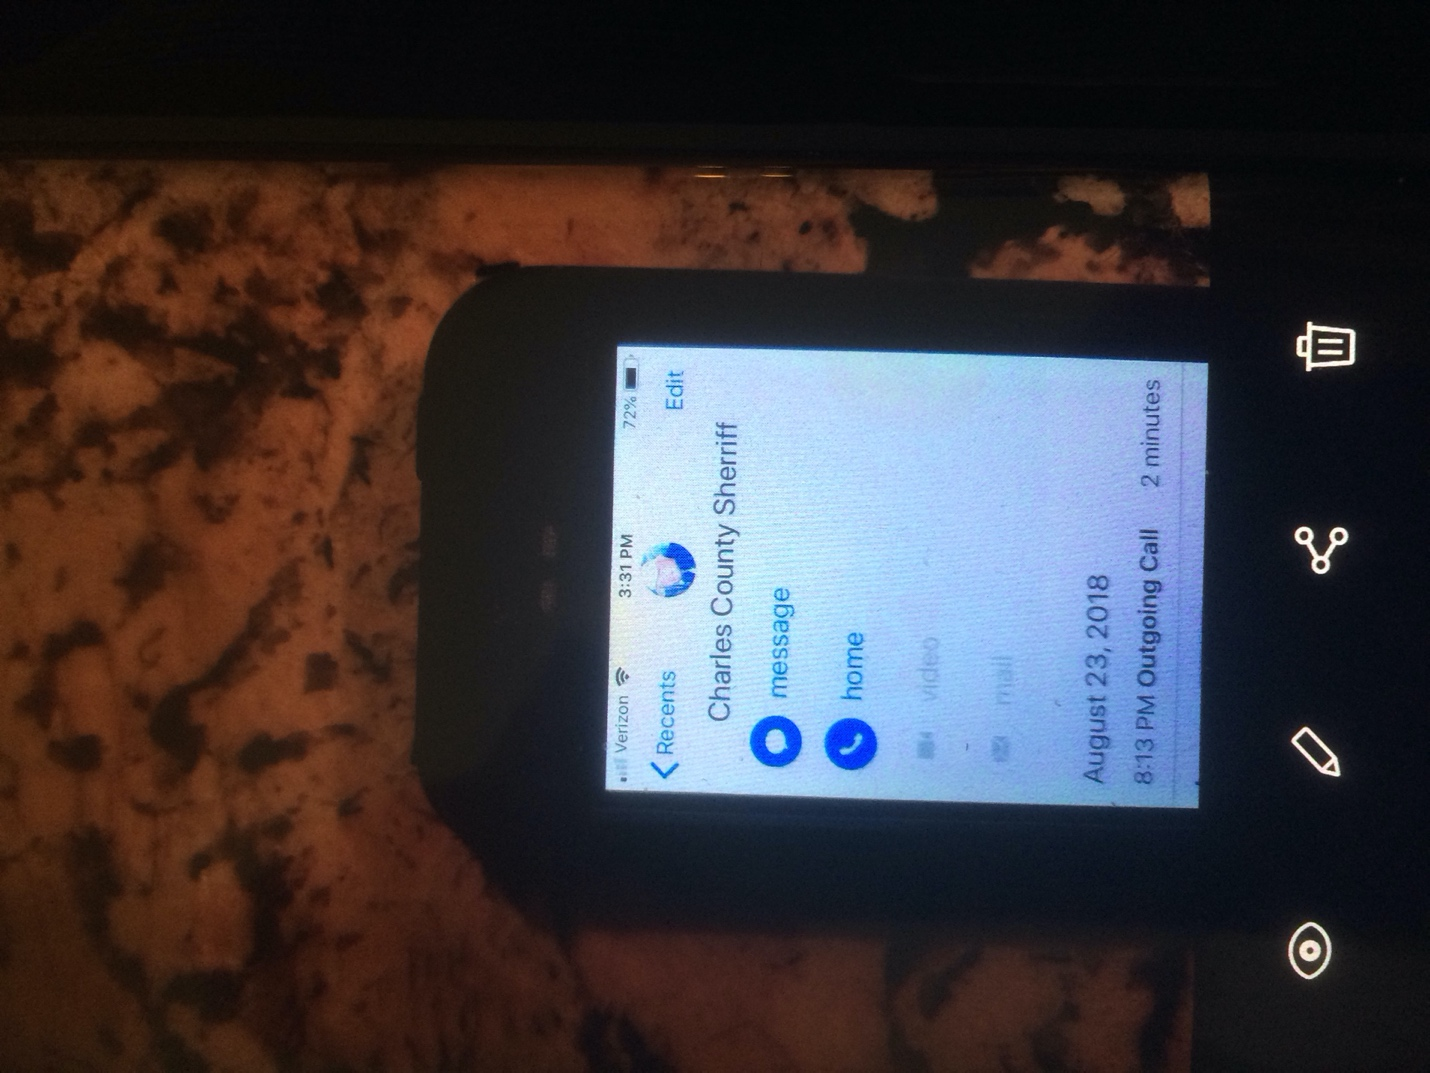 Verizon 3:31 PM 72%
Recents Edit
Charles County Sherriff
message
home
video
mail
August 23, 2018
8:13 PM Outgoing Call 2 minutes